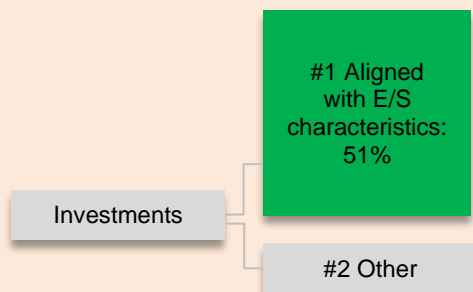 #1 Aligned
with E/S
characteristics:
51%
Investments
#2 Other